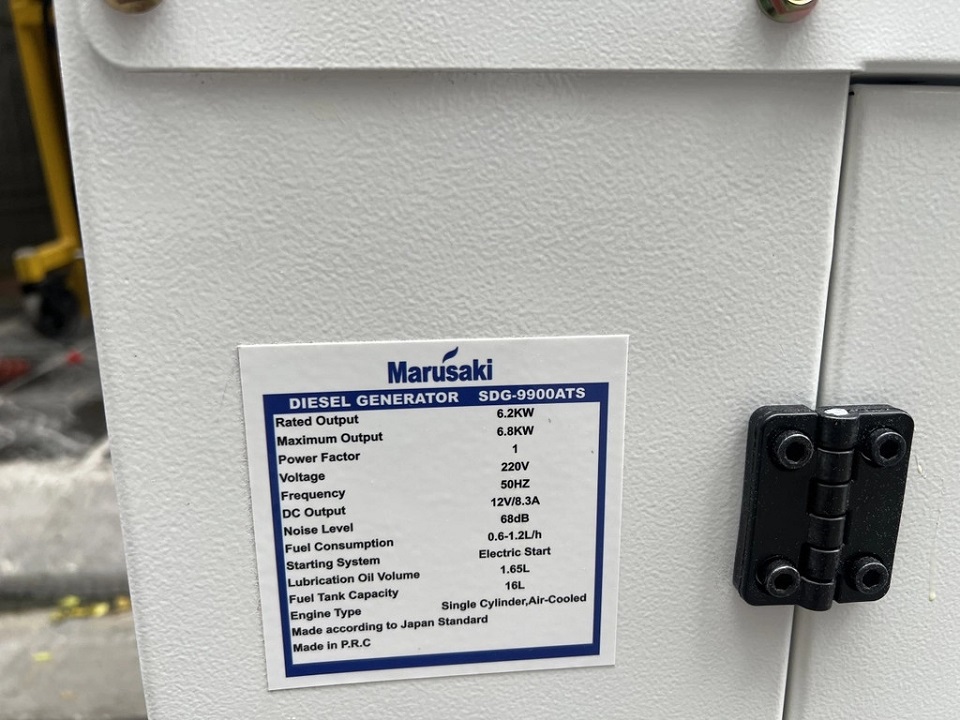 Marusaki
DIESEL GENERATOR SDG-9900ATS
Rated Output 6.2KW
Maximum Output 6.8KW
Power Factor 1
Voltage 220V
Frequency 50HZ
DC Output 12V/8.3A
Noise Level 68dB
Fuel Consumption 0.6-1.2L/h
Starting System Electric Start
Lubrication Oil Volume 1.65L
Fuel Tank Capacity 16L
Engine Type Single Cylinder,Air-Cooled
Made according to Japan Standard
Made in P.R.C